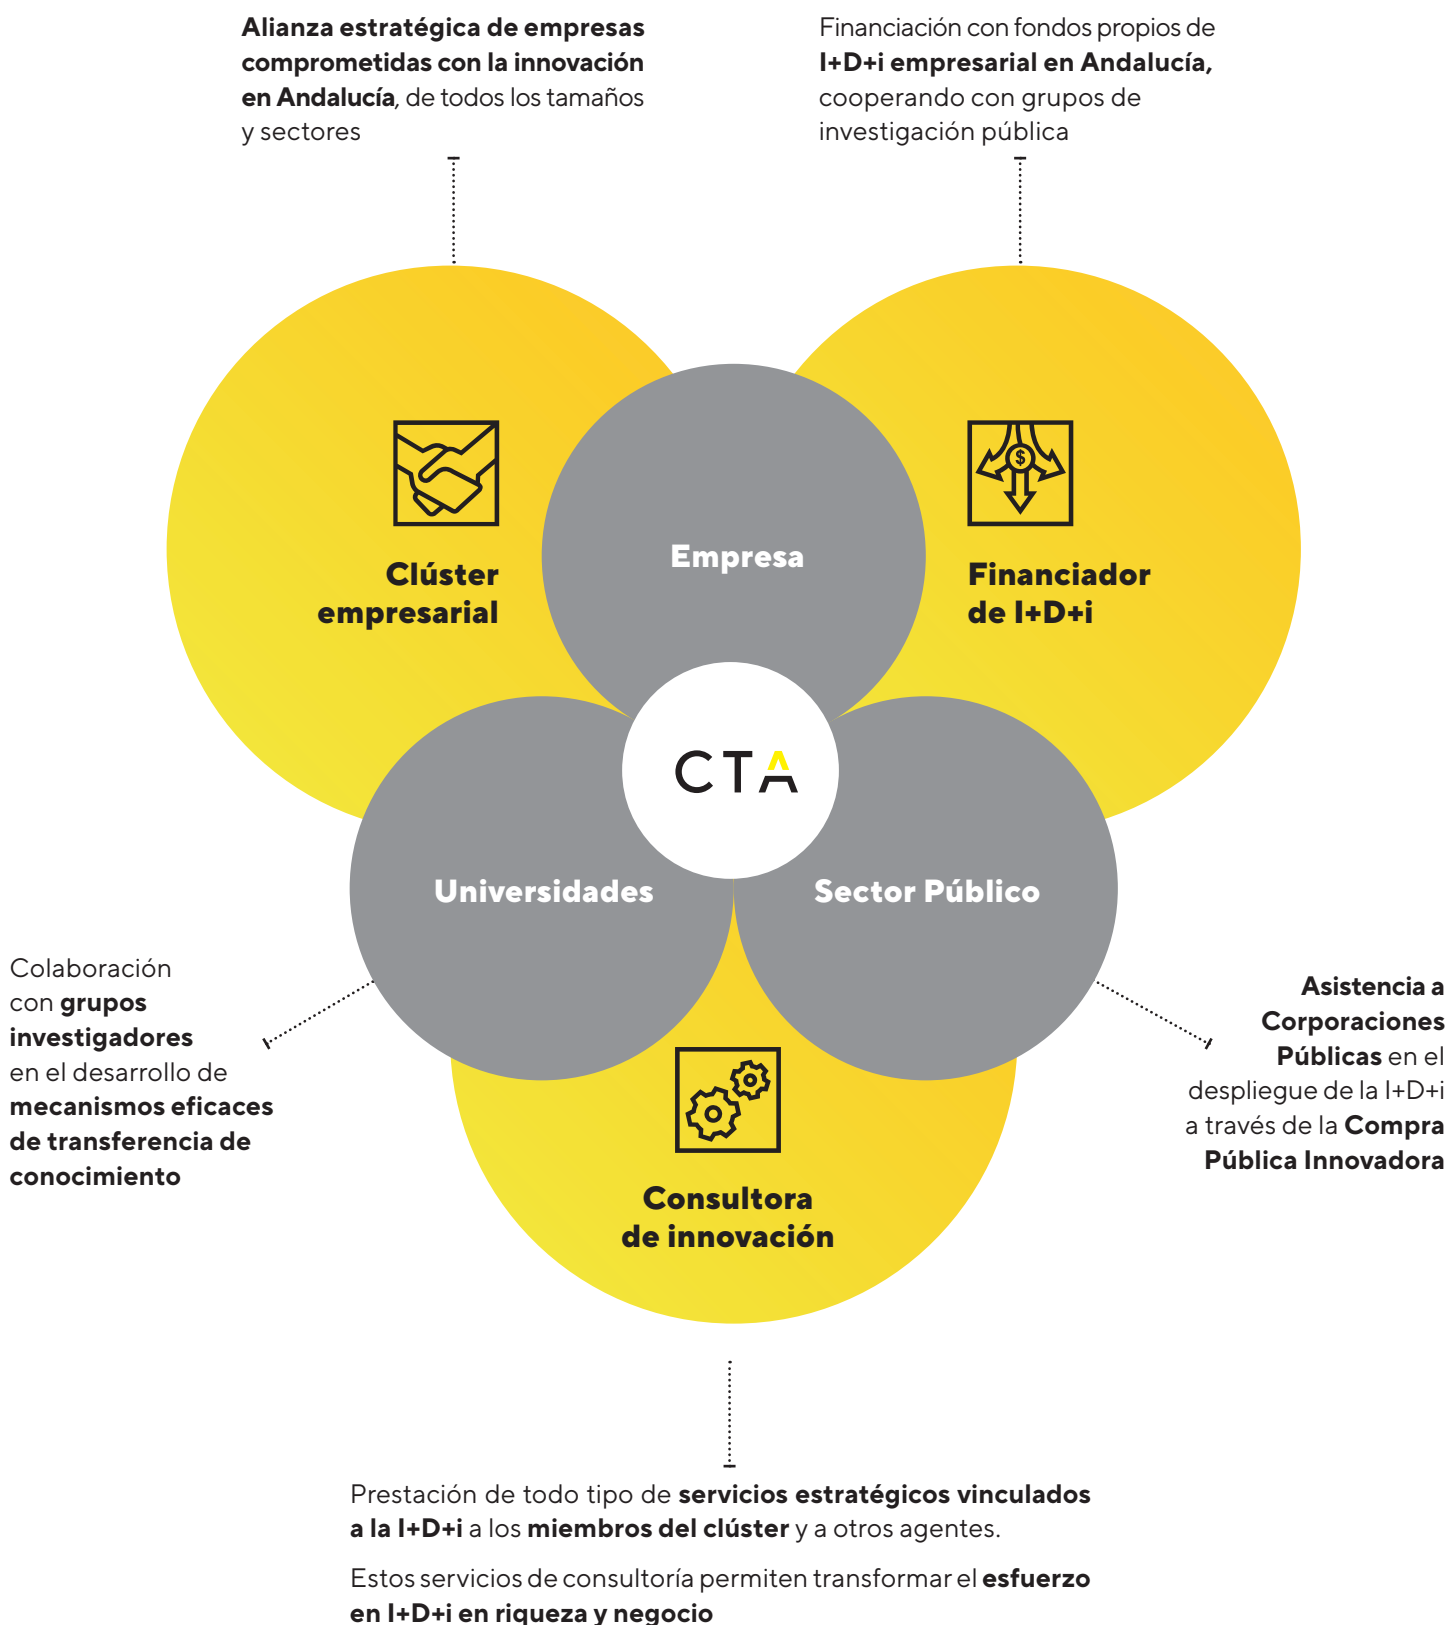 Alianza estratégica de empresas
comprometidas con la innovación
en Andalucía, de todos los tamaños
y sectores
Financiación con fondos propios de
I+D+i empresarial en Andalucía,
cooperando con grupos de
investigación pública
Clúster
empresarial
Empresa
$
Financiador
de I+D+i
CTA
Universidades
Sector Público
Colaboración
con grupos
investigadores
en el desarrollo de
mecanismos eficaces
de transferencia de
conocimiento
Asistencia a
Corporaciones
Públicas en el
despliegue de la I+D+i
a través de la Compra
Pública Innovadora
Consultora
de innovación
Prestación de todo tipo de servicios estratégicos vinculados
a la I+D+i a los miembros del clúster y a otros agentes.
Estos servicios de consultoría permiten transformar el esfuerzo
en I+D+i en riqueza y negocio